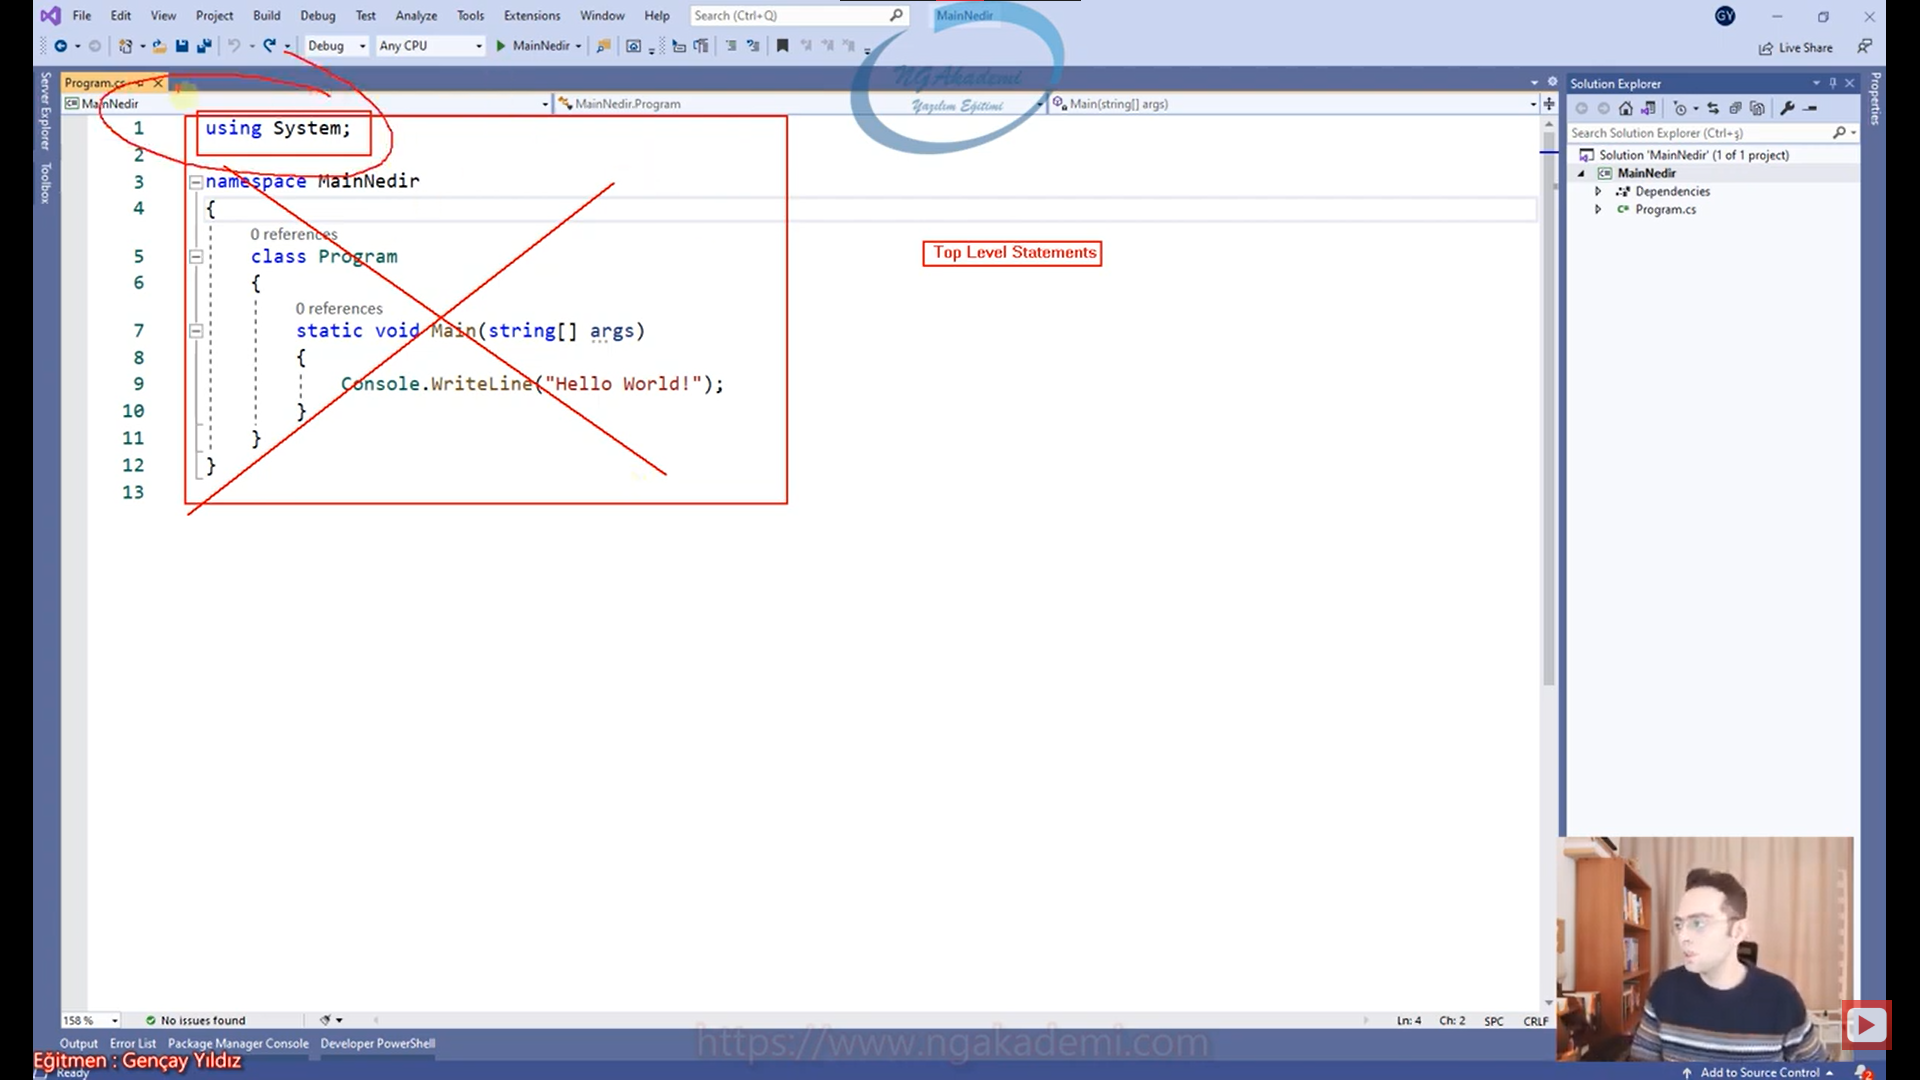 File Edit View Project Build Debug Test Analyze Tools Extensions Window Help Search (Ctrl+Q) MainNedir GY
Debug Any CPU MainNedir Live Share
Server Explorer
Toolbox
Program.cs
MainNedir MainNedir.Program Main(string[] args)
NGAkademi
Yazılım Eğitimi
1 using System;
2
3 namespace MainNedir
4 {
0 references
5 class Program
6 {
0 references
7 static void Main(string[] args)
8 {
9 Console.WriteLine("Hello World!");
10 }
11 }
12 }
13
Top Level Statements
Solution Explorer
Search Solution Explorer (Ctrl+ş)
Solution 'MainNedir' (1 of 1 project)
MainNedir
Dependencies
Program.cs
Properties
158 % No issues found Ln: 4 Ch: 2 SPC CRLF
Output Error List Package Manager Console Developer PowerShell
https://www.ngakademi.com
Eğitmen : Gençay Yıldız
Ready Add to Source Control 2